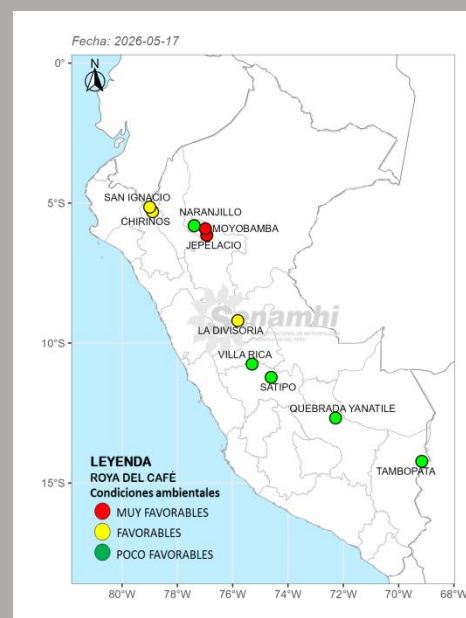 Fecha: 2026-05-17
N
0°
5°S
10°S
15°S
SAN IGNACIO
CHIRINOS
NARANJILLO
MOYOBAMBA
JEPELACIO
Senamhi
LA DIVISORIA
VILLA RICA
SATIPO
QUEBRADA YANATILE
TAMBOPATA
LEYENDA
ROYA DEL CAFÉ
Condiciones ambientales
MUY FAVORABLES
FAVORABLES
POCO FAVORABLES
80°W 78°W 76°W 74°W 72°W 70°W 68°W